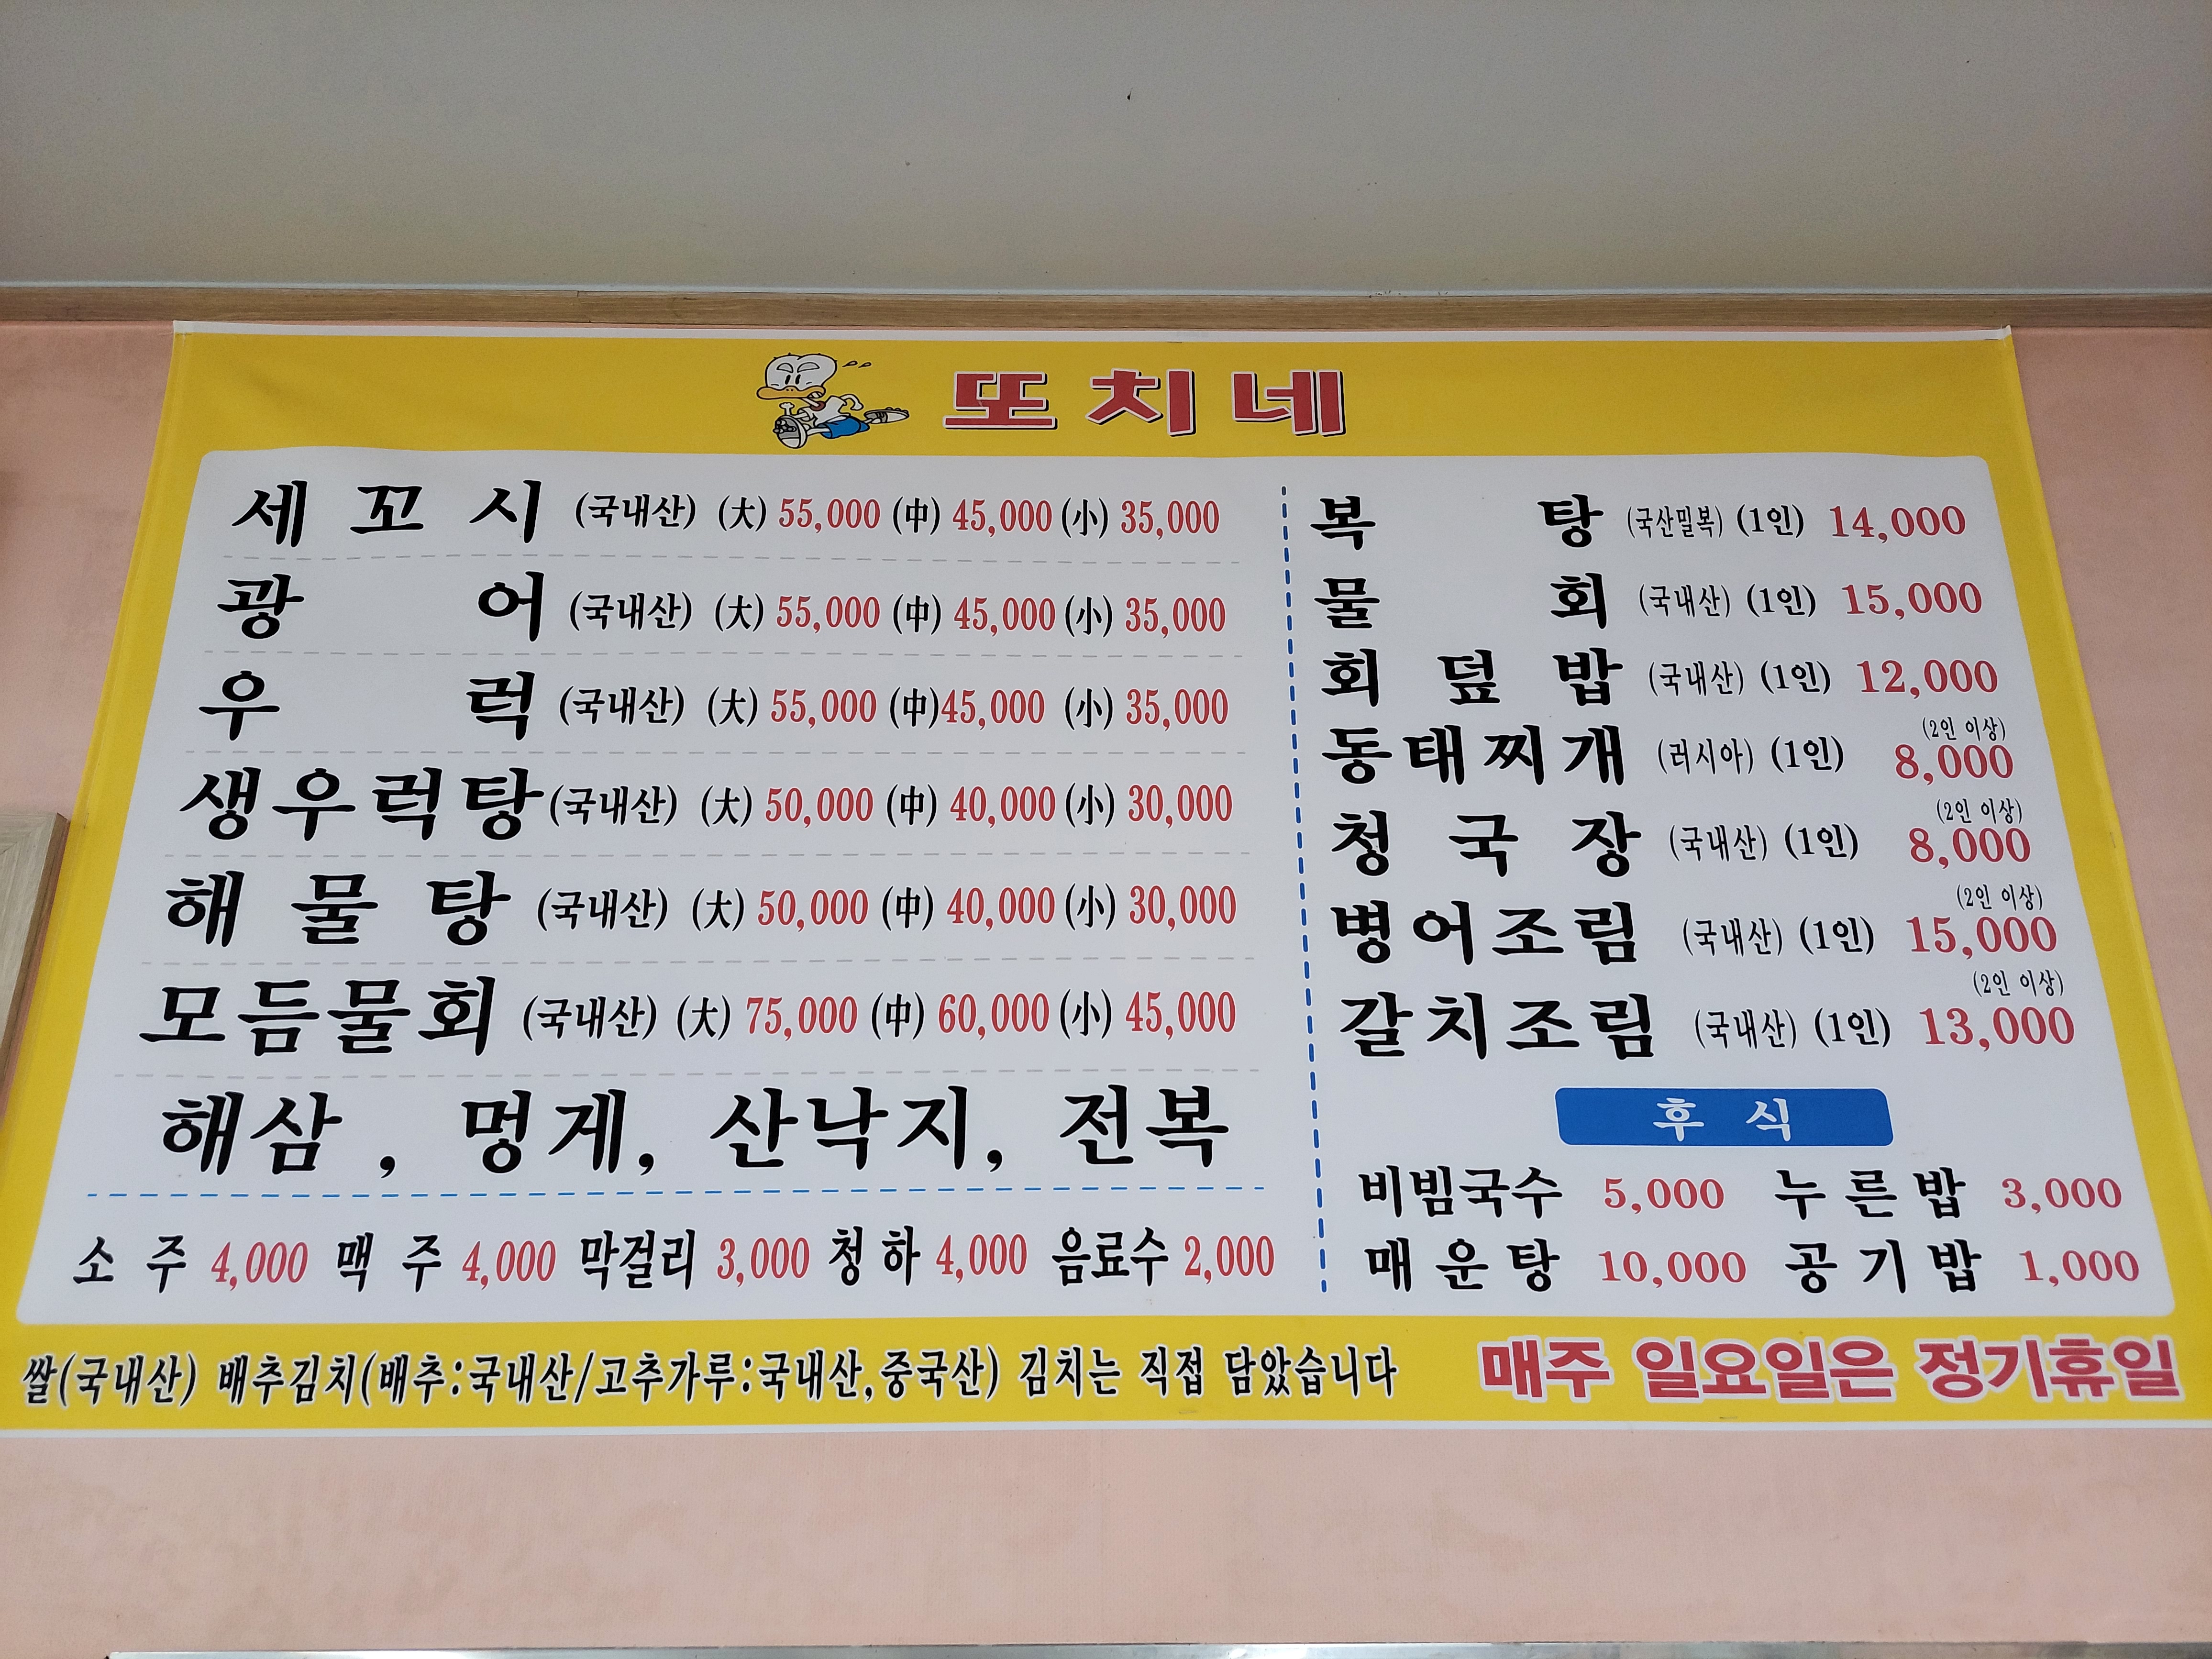 또치네
세꼬시 (국내산) (大) 55,000 (中) 45,000 (小) 35,000
광어 (국내산) (大) 55,000 (中) 45,000 (小) 35,000
우럭 (국내산) (大) 55,000 (中)45,000 (小) 35,000
생우럭탕(국내산) (大) 50,000 (中) 40,000 (小) 30,000
해물탕 (국내산) (大) 50,000 (中) 40,000 (小) 30,000
모듬물회 (국내산) (大) 75,000 (中) 60,000 (小) 45,000
해삼, 멍게, 산낙지, 전복
소주 4,000 맥주 4,000 막걸리 3,000 청하 4,000 음료수 2,000
복탕 (국산밀복) (1인) 14,000
물회 (국내산) (1인) 15,000
회덮밥 (국내산) (1인) 12,000
(2인 이상)
동태찌개 (러시아) (1인) 8,000
(2인 이상)
청국장 (국내산) (1인) 8,000
(2인 이상)
병어조림 (국내산) (1인) 15,000
(2인 이상)
갈치조림 (국내산) (1인) 13,000
후식
비빔국수 5,000 누른밥 3,000
매운탕 10,000 공기밥 1,000
쌀(국내산) 배추김치(배추:국내산/고추가루:국내산,중국산) 김치는 직접 담았습니다
매주 일요일은 정기휴일